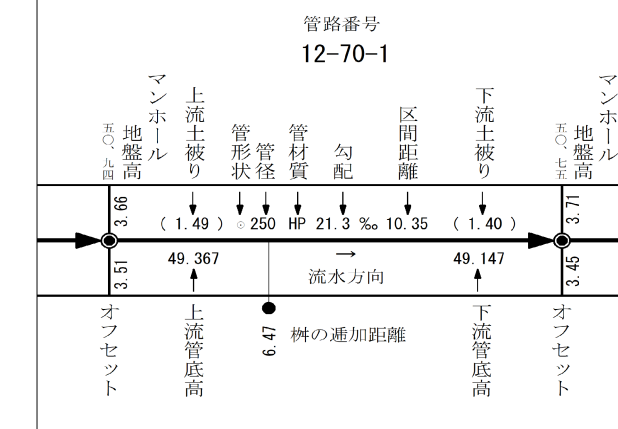 管路番号
12-70-1
マンホール
地盤高
五〇、九四
上流土被り
管形状
管径
管材質
勾配
区間距離
下流土被り
マンホール
地盤高
五〇、七五
3.66
( 1.49 ) ○ 250 HP 21.3 ‰ 10.35 ( 1.40 )
3.71
3.51
49.367
→
流水方向
49.147
3.45
オフセット
上流管底高
6.47
桝の逓加距離
下流管底高
オフセット